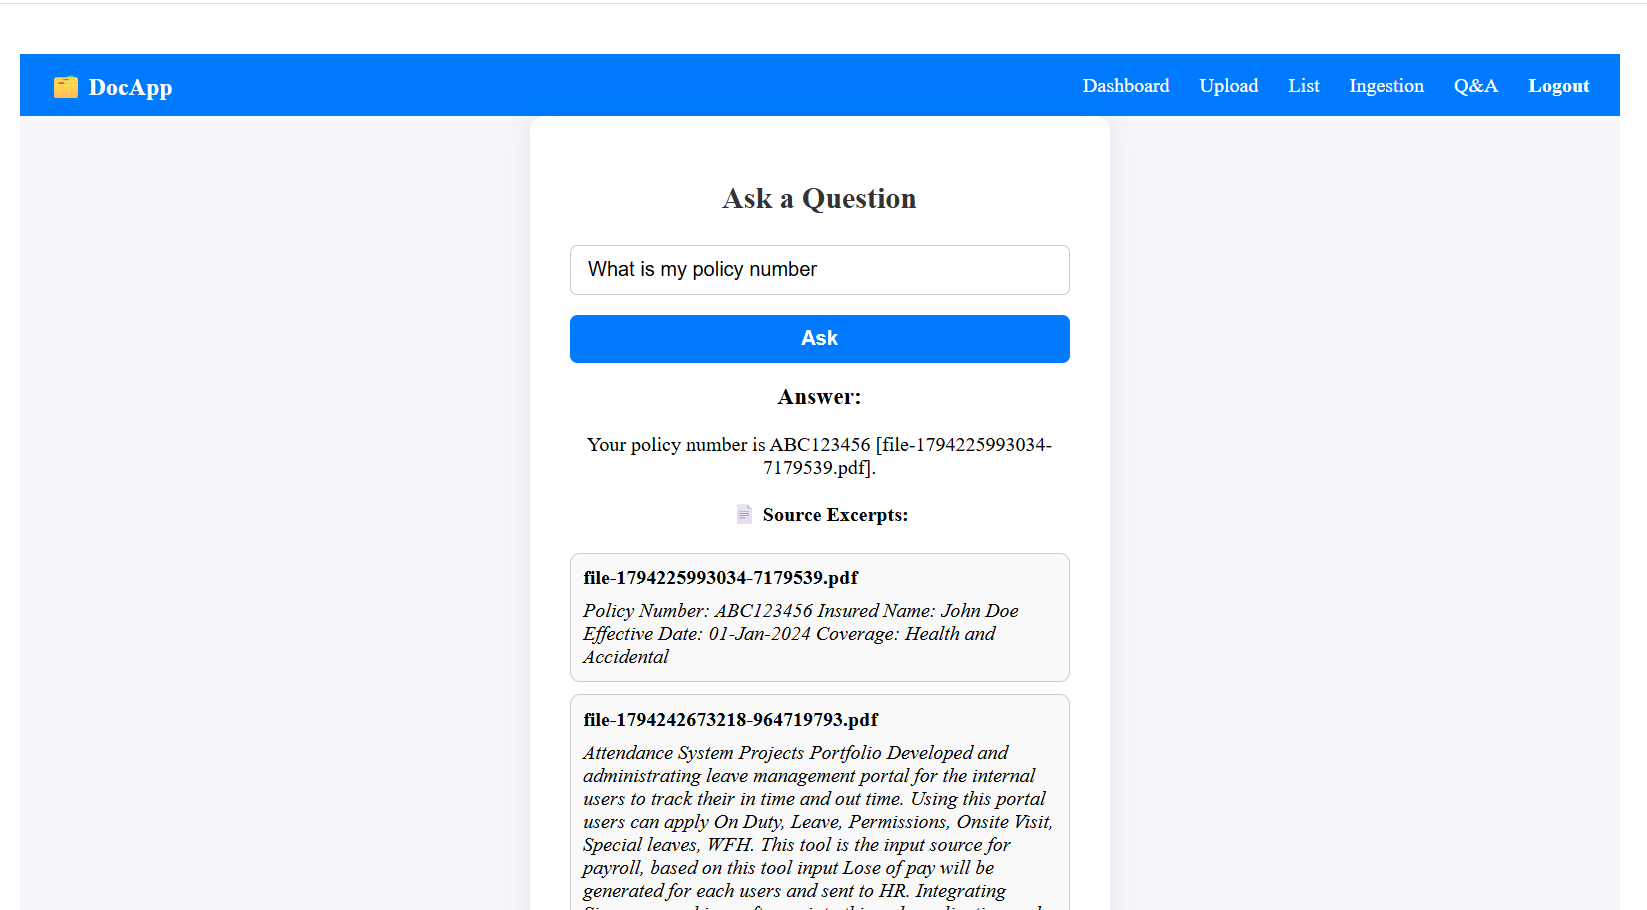 DocApp
Dashboard Upload List Ingestion Q&A Logout
Ask a Question
What is my policy number
Ask
Answer:
Your policy number is ABC123456 [file-1794225993034-
7179539.pdf].
Source Excerpts:
file-1794225993034-7179539.pdf
Policy Number: ABC123456 Insured Name: John Doe
Effective Date: 01-Jan-2024 Coverage: Health and
Accidental
file-1794242673218-964719793.pdf
Attendance System Projects Portfolio Developed and
administrating leave management portal for the internal
users to track their in time and out time. Using this portal
users can apply On Duty, Leave, Permissions, Onsite Visit,
Special leaves, WFH. This tool is the input source for
payroll, based on this tool input Lose of pay will be
generated for each users and sent to HR. Integrating